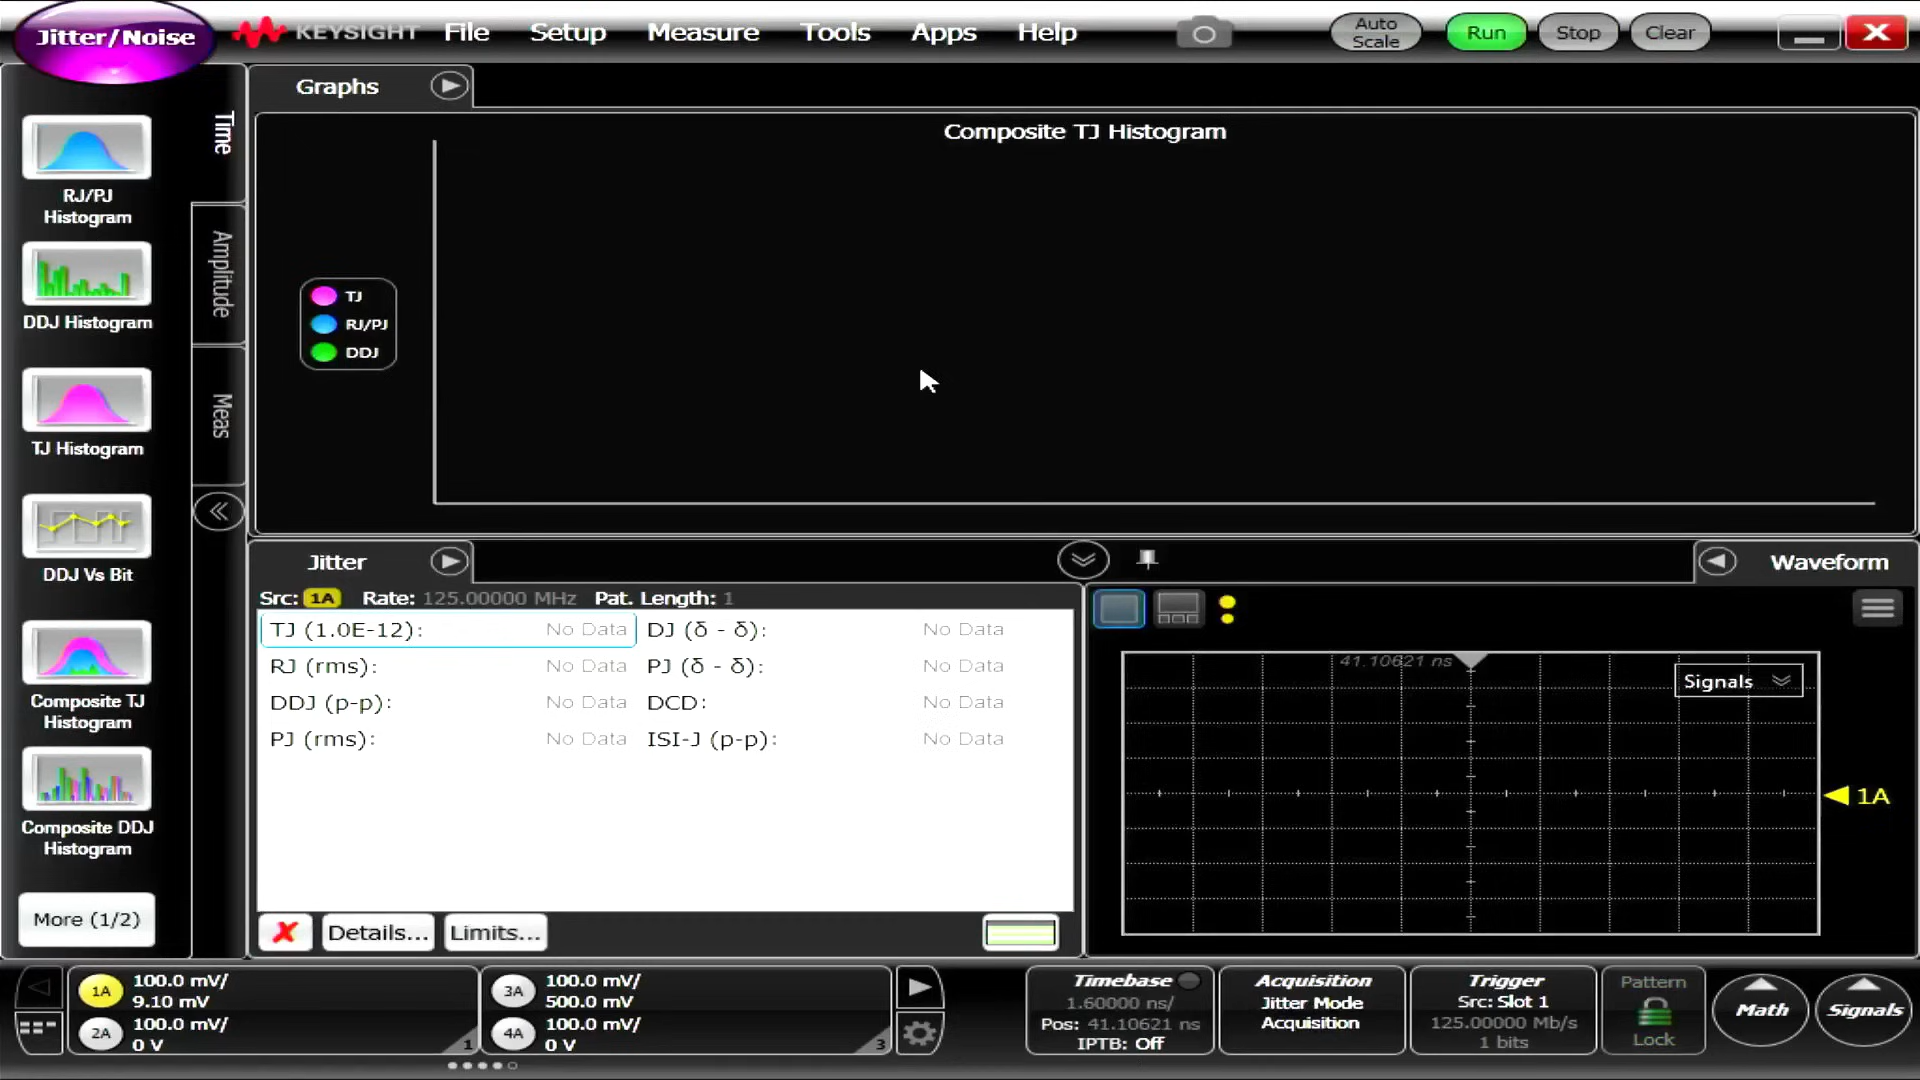 Jitter/Noise
KEYSIGHT File Setup Measure Tools Apps Help
Auto Scale
Run
Stop
Clear
Time
Amplitude
Meas
RJ/PJ
Histogram
DDJ Histogram
TJ Histogram
DDJ Vs Bit
Composite TJ
Histogram
Composite DDJ
Histogram
More (1/2)
Graphs
Composite TJ Histogram
TJ
RJ/PJ
DDJ
Jitter
Src: 1A Rate: 125.00000 MHz Pat. Length: 1
TJ (1.0E-12): No Data DJ (δ - δ): No Data
RJ (rms): No Data PJ (δ - δ): No Data
DDJ (p-p): No Data DCD: No Data
PJ (rms): No Data ISI-J (p-p): No Data
Details... Limits...
Waveform
41.10621 ns
Signals
1A
1A 100.0 mV/
9.10 mV
2A 100.0 mV/
0 V
1
3A 100.0 mV/
500.0 mV
4A 100.0 mV/
0 V
3
Timebase
1.60000 ns/
Pos: 41.10621 ns
IPTB: Off
Acquisition
Jitter Mode
Acquisition
Trigger
Src: Slot 1
125.00000 Mb/s
1 bits
Pattern
Lock
Math
Signals